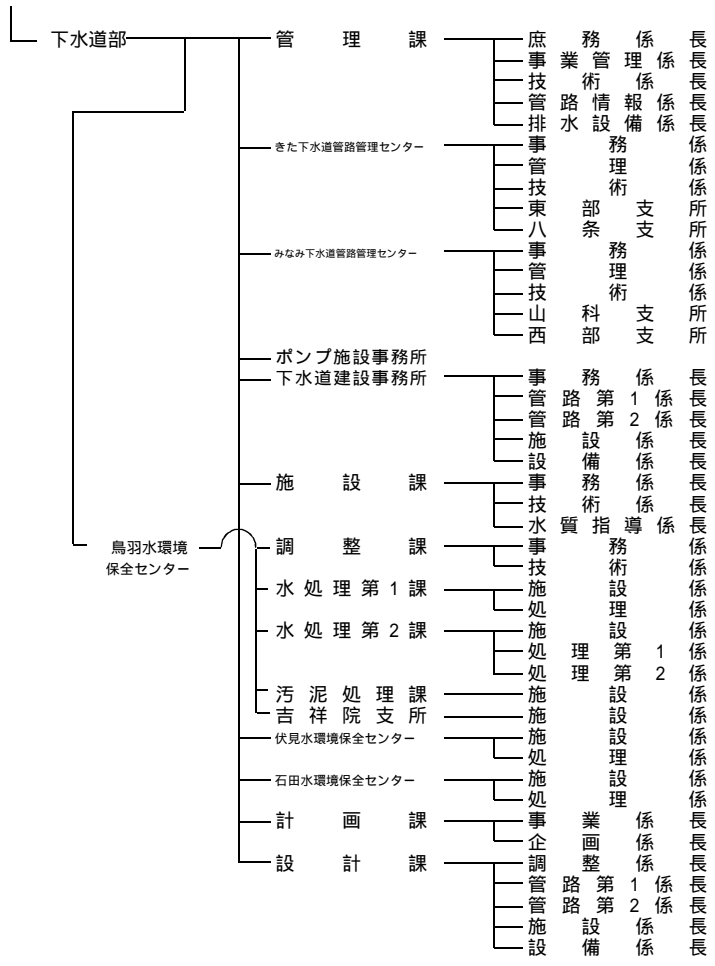 下水道部 管理課 庶務係長
事業管理係長
技術係長
管路情報係長
排水設備係長
きた下水道管路管理センター 事務係
管理係
技術係
東部支所
八条支所
みなみ下水道管路管理センター 事務係
管理係
技術係
山科支所
西部支所
ポンプ施設事務所
下水道建設事務所 事務係長
管路第1係長
管路第2係長
施設係長
設備係長
施設課 事務係長
技術係長
水質指導係長
鳥羽水環境
保全センター
調整課 事務係
技術係
水処理第1課 施設係
処理係
水処理第2課 施設係
処理第1係
処理第2係
汚泥処理課 施設係
吉祥院支所 施設係
伏見水環境保全センター 施設係
処理係
石田水環境保全センター 施設係
処理係
計画課 事業係長
企画係長
設計課 調整係長
管路第1係長
管路第2係長
施設係長
設備係長